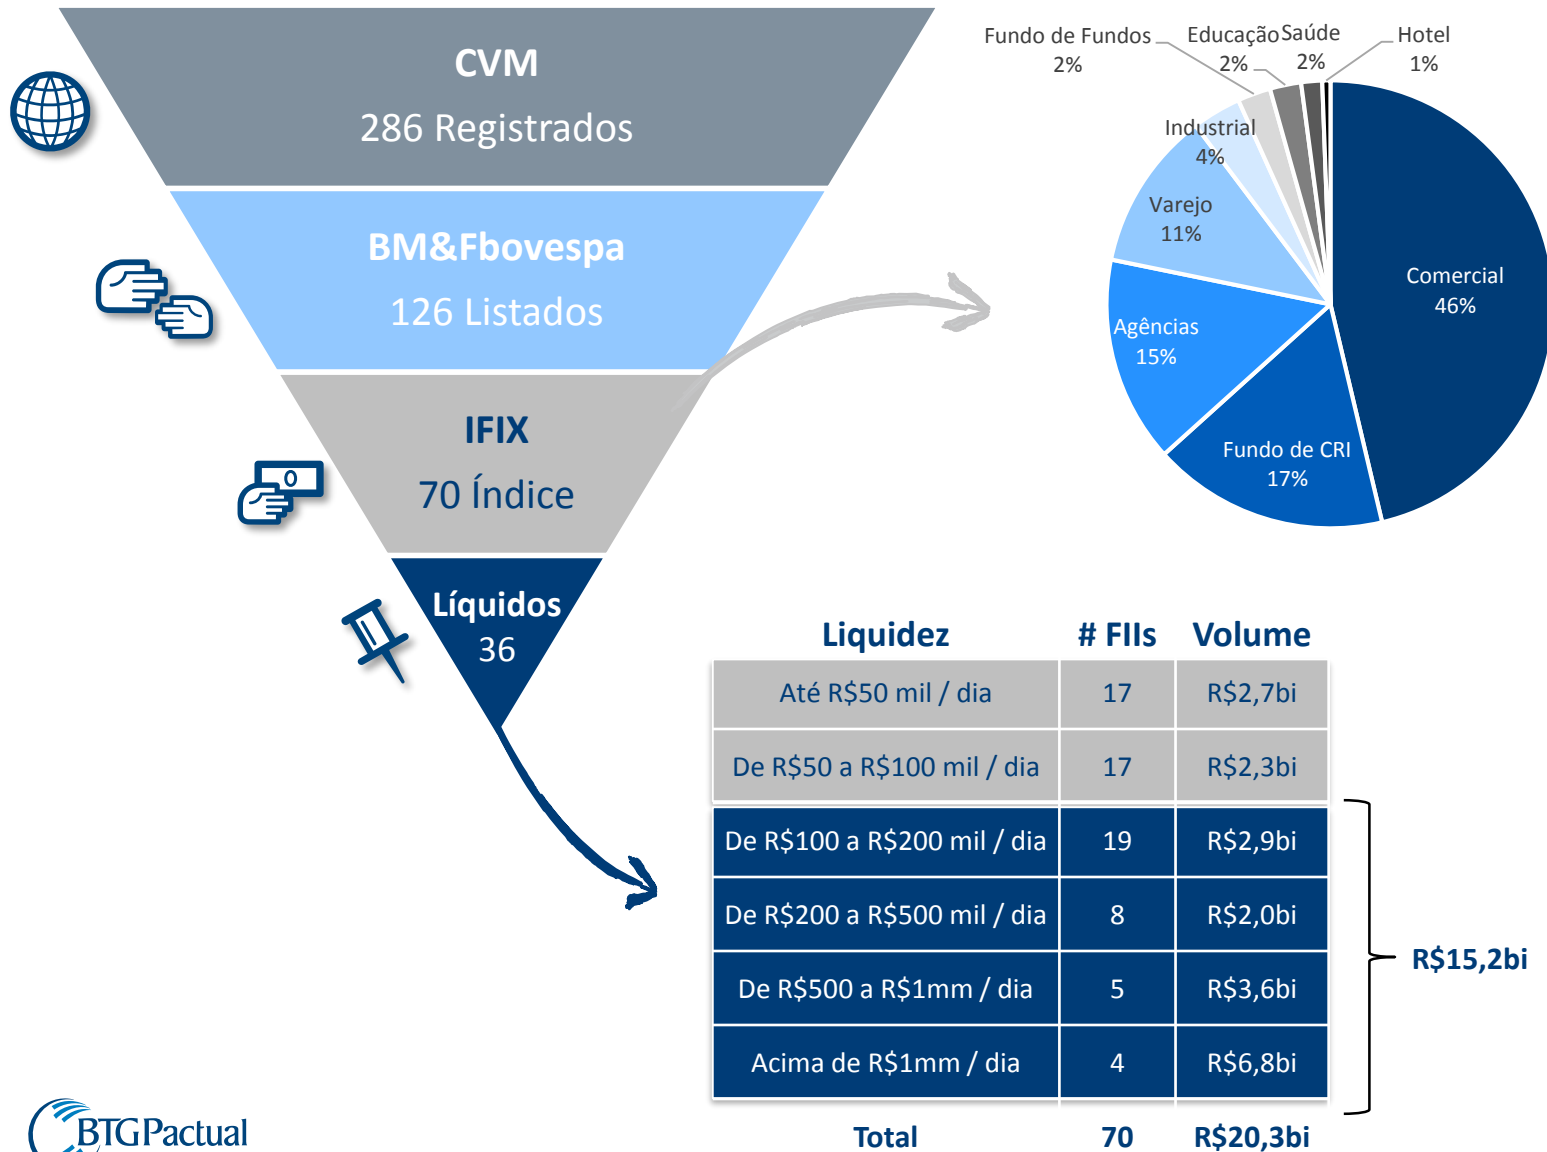 CVM
286 Registrados
BM&Fbovespa
126 Listados
IFIX
70 Índice
Líquidos
36
Fundo de Fundos
2%
Educação
2%
Saúde
2%
Hotel
1%
Industrial
4%
Varejo
11%
Agências
15%
Fundo de CRI
17%
Comercial
46%
Liquidez # FIIs Volume
Até R$50 mil / dia 17 R$2,7bi
De R$50 a R$100 mil / dia 17 R$2,3bi
De R$100 a R$200 mil / dia 19 R$2,9bi
De R$200 a R$500 mil / dia 8 R$2,0bi
De R$500 a R$1mm / dia 5 R$3,6bi
Acima de R$1mm / dia 4 R$6,8bi
Total 70 R$20,3bi
R$15,2bi
0
BTGPactual